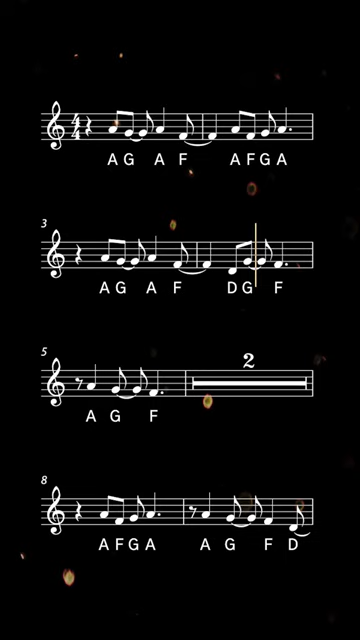 A G A F A F G A
3
A G A F D G F
5
2
A G F
8
A F G A A G F D